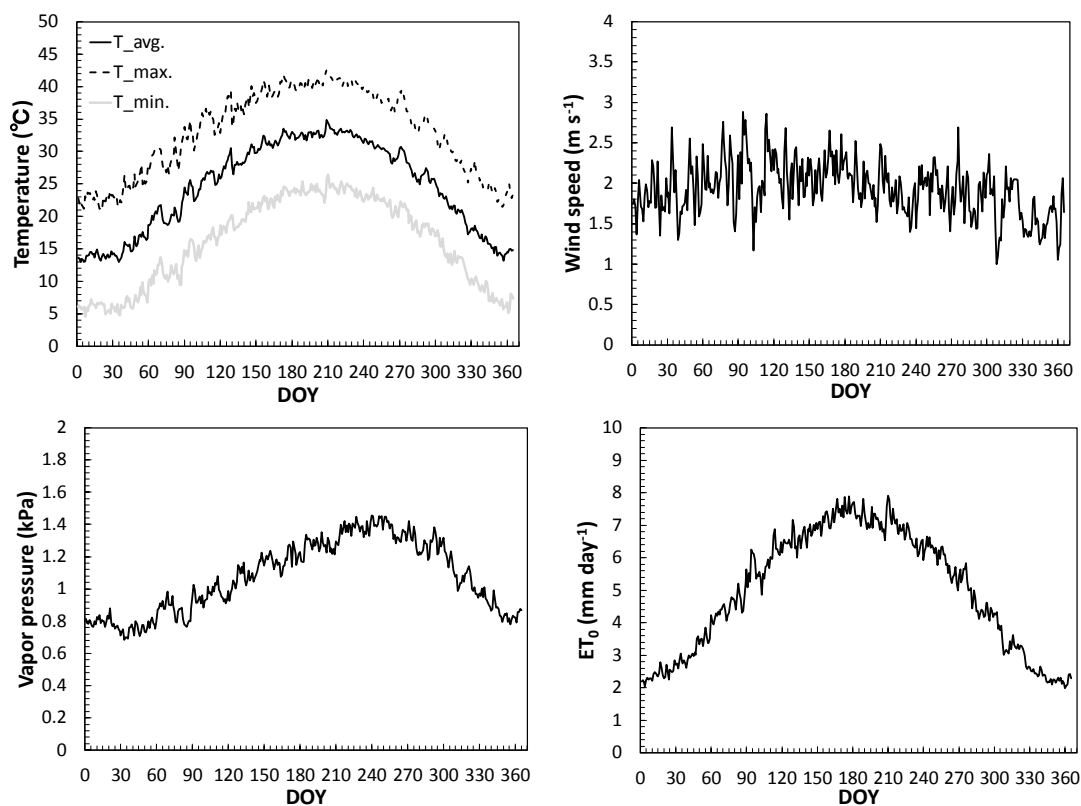 50
45
40
35
30
25
20
15
10
5
0
Temperature (℃)
T_avg.
T_max.
T_min.
0 30 60 90 120 150 180 210 240 270 300 330 360
DOY
4
3.5
3
2.5
2
1.5
1
0.5
0
Wind speed (m s⁻¹)
0 30 60 90 120 150 180 210 240 270 300 330 360
DOY
2
1.8
1.6
1.4
1.2
1
0.8
0.6
0.4
0.2
0
Vapor pressure (kPa)
0 30 60 90 120 150 180 210 240 270 300 330 360
DOY
10
9
8
7
6
5
4
3
2
1
0
ET₀ (mm day⁻¹)
0 30 60 90 120 150 180 210 240 270 300 330 360
DOY